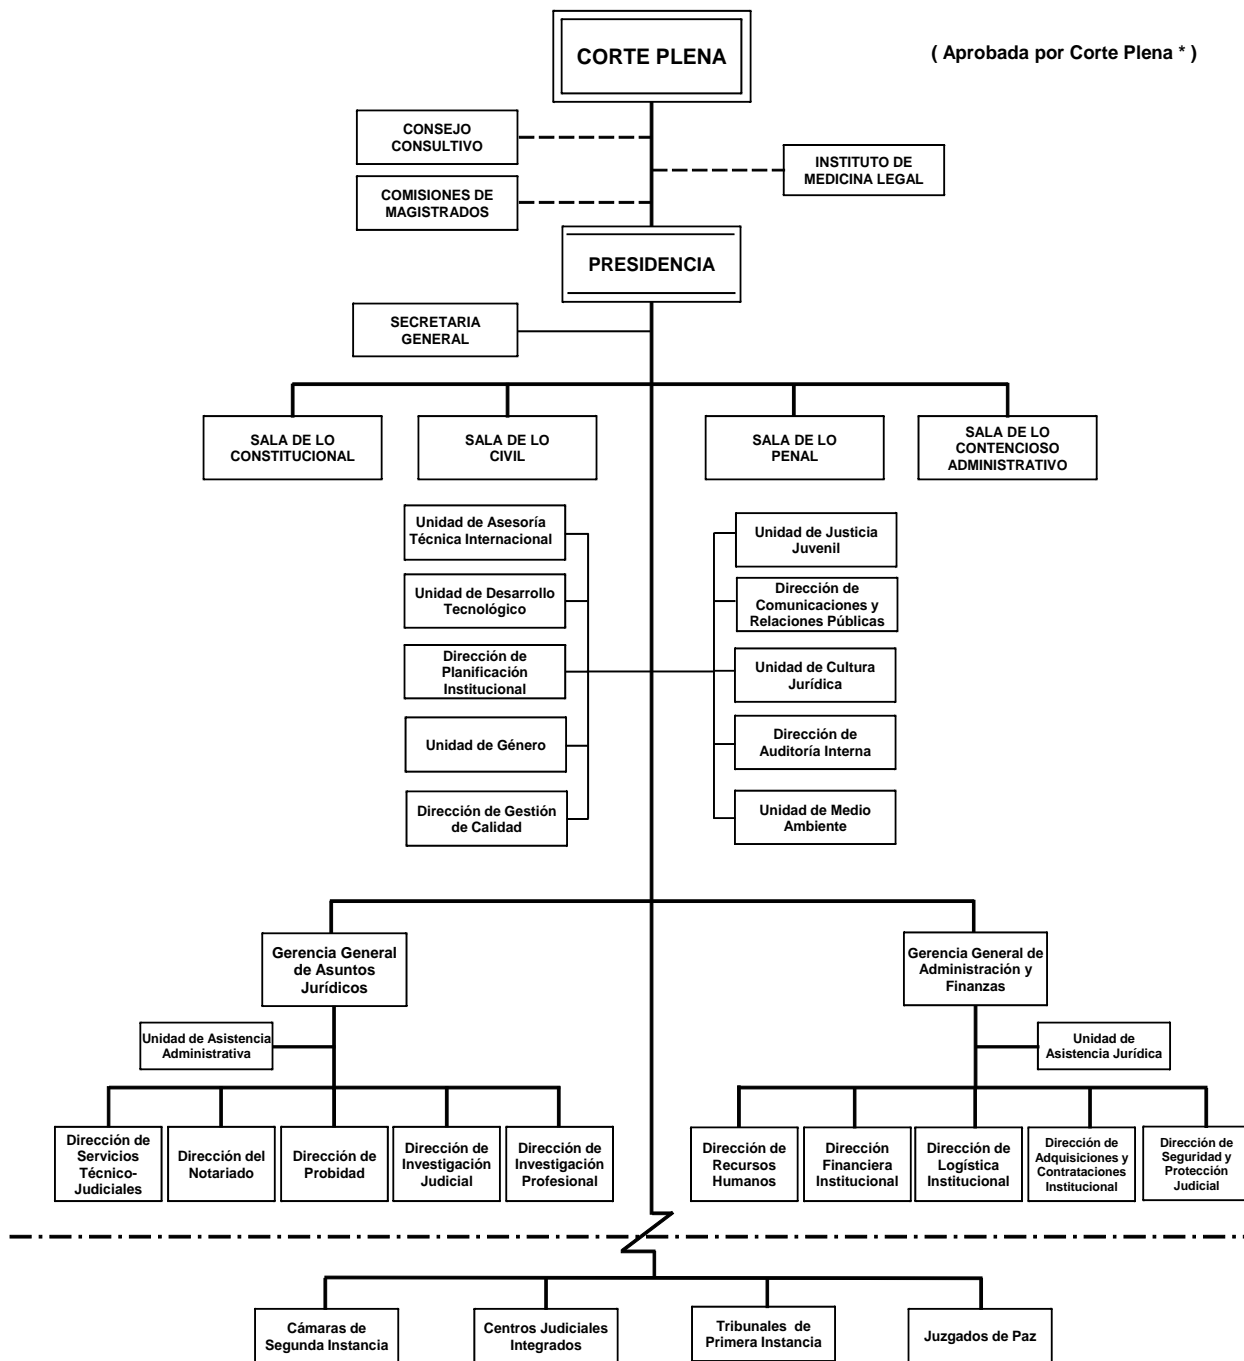 CORTE PLENA
( Aprobada por Corte Plena * )
CONSEJO
CONSULTIVO
INSTITUTO DE
MEDICINA LEGAL
COMISIONES DE
MAGISTRADOS
PRESIDENCIA
SECRETARIA
GENERAL
SALA DE LO
CONSTITUCIONAL
SALA DE LO
CIVIL
SALA DE LO
PENAL
SALA DE LO
CONTENCIOSO
ADMINISTRATIVO
Unidad de Asesoría
Técnica Internacional
Unidad de Justicia
Juvenil
Unidad de Desarrollo
Tecnológico
Dirección de
Comunicaciones y
Relaciones Públicas
Dirección de
Planificación
Institucional
Unidad de Cultura
Jurídica
Unidad de Género
Dirección de
Auditoría Interna
Dirección de Gestión
de Calidad
Unidad de Medio
Ambiente
Gerencia General
de Asuntos
Jurídicos
Gerencia General de
Administración y
Finanzas
Unidad de Asistencia
Administrativa
Unidad de
Asistencia Jurídica
Dirección de
Servicios
Técnico-
Judiciales
Dirección del
Notariado
Dirección de
Probidad
Dirección de
Investigación
Judicial
Dirección de
Investigación
Profesional
Dirección de
Recursos
Humanos
Dirección
Financiera
Institucional
Dirección de
Logística
Institucional
Dirección de
Adquisiciones y
Contrataciones
Institucional
Dirección de
Seguridad y
Protección
Judicial
Cámaras de
Segunda Instancia
Centros Judiciales
Integrados
Tribunales de
Primera Instancia
Juzgados de Paz